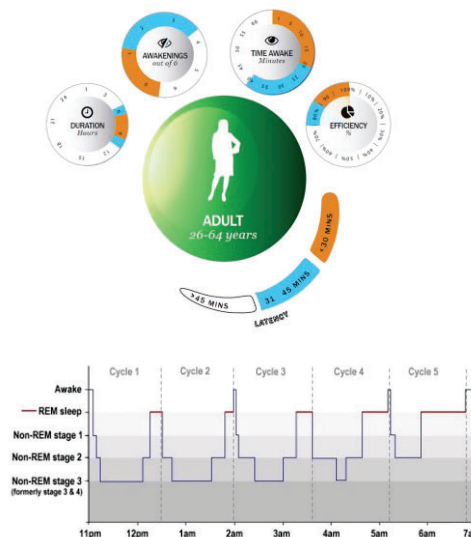 AWAKENINGS
out of 6
TIME AWAKE
Minutes
DURATION
Hours
EFFICIENCY
%
ADULT
26-64 years
>45 MINS
31 45 MINS
<30 MINS
LATENCY
Cycle 1
Cycle 2
Cycle 3
Cycle 4
Cycle 5
Awake
REM sleep
Non-REM stage 1
Non-REM stage 2
Non-REM stage 3
(formerly stage 3 & 4)
11pm 12pm 1am 2am 3am 4am 5am 6am